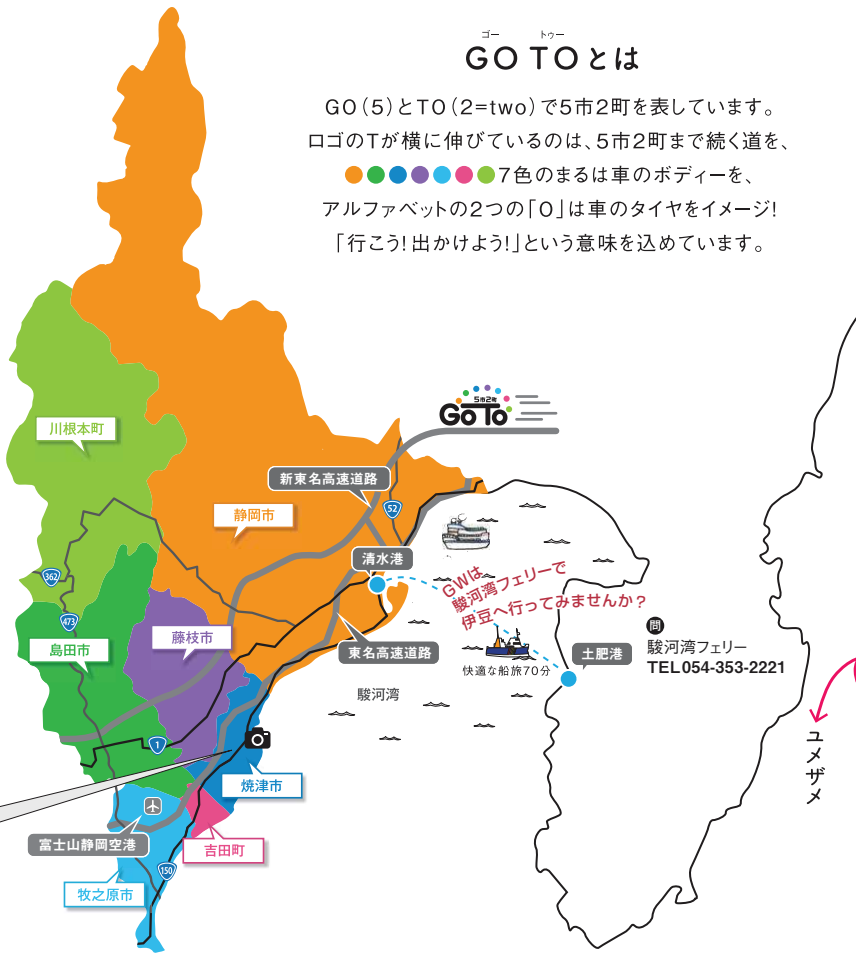 ゴー トゥー
GO TOとは
GO(5)とTO(2=two)で5市2町を表しています。
ロゴのTが横に伸びているのは、5市2町まで続く道を、
7色のまるは車のボディーを、
アルファベットの2つの「O」は車のタイヤをイメージ!
「行こう!出かけよう!」という意味を込めています。
5市2町
GoTo
川根本町
新東名高速道路
静岡市
52
清水港
362
GWは
駿河湾フェリーで
伊豆へ行ってみませんか?
473
島田市
藤枝市
東名高速道路
快適な船旅70分
土肥港
問
駿河湾フェリー
TEL054-353-2221
駿河湾
1
ユメザメ
焼津市
富士山静岡空港
吉田町
150
牧之原市